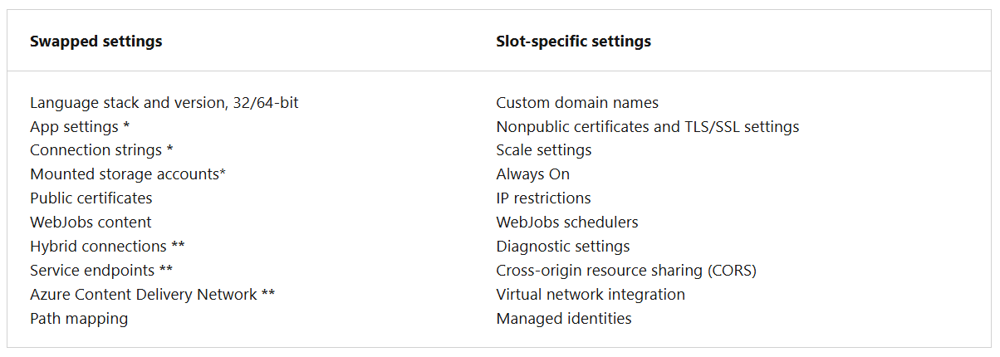 Swapped settings
Slot-specific settings
Language stack and version, 32/64-bit
App settings *
Connection strings *
Mounted storage accounts*
Public certificates
WebJobs content
Hybrid connections **
Service endpoints **
Azure Content Delivery Network **
Path mapping
Custom domain names
Nonpublic certificates and TLS/SSL settings
Scale settings
Always On
IP restrictions
WebJobs schedulers
Diagnostic settings
Cross-origin resource sharing (CORS)
Virtual network integration
Managed identities